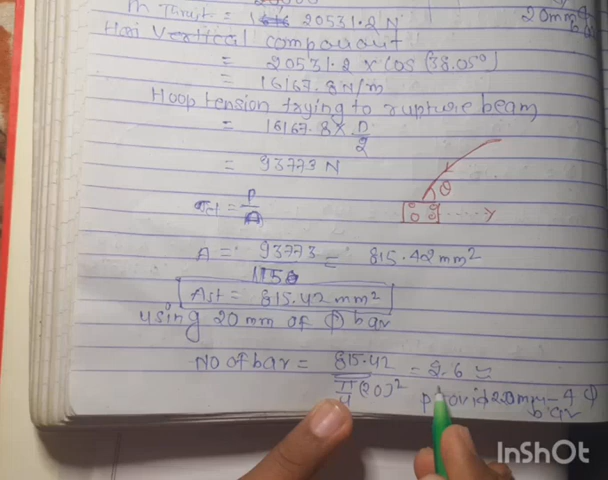 m Thrust = 20531.2 N
20mm
Hori Vertical component
= 20531.2 x cos (38.05°)
= 16167.8 N/m
Hoop tension trying to rupture beam
= 16167.8 x D/2
= 93773 N
σst = P/A
θ
A = 93773/115 = 815.42 mm²
Ast = 815.42 mm²
using 20 mm of ϕ bar
No of bar = 815.42/(π/4 (20)²) = 2.6 ≈
provid 20mm - 4 ϕ
bar
InShOt